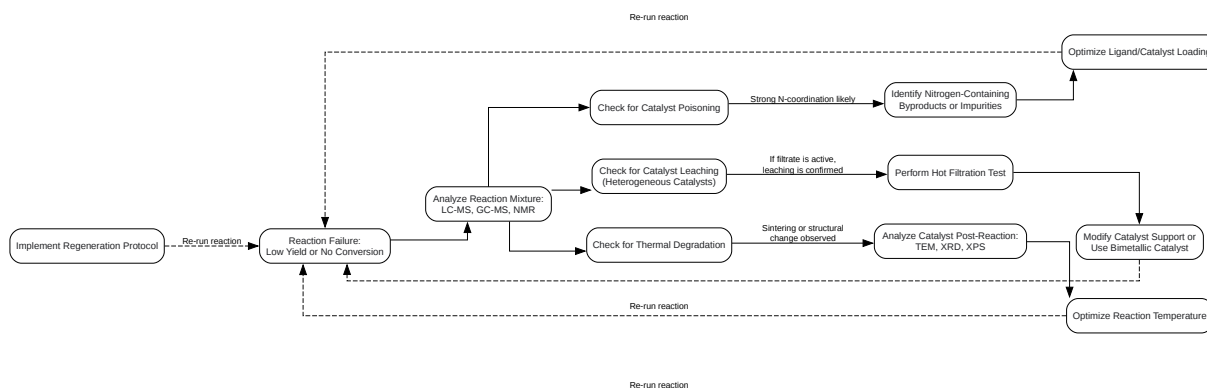 Re-run reaction
Optimize Ligand/Catalyst Loading
Check for Catalyst Poisoning
Strong N-coordination likely
Identify Nitrogen-Containing
Byproducts or Impurities
Check for Catalyst Leaching
(Heterogeneous Catalysts)
If filtrate is active,
leaching is confirmed
Perform Hot Filtration Test
Analyze Reaction Mixture:
LC-MS, GC-MS, NMR
Implement Regeneration Protocol
Re-run reaction
Reaction Failure:
Low Yield or No Conversion
Check for Thermal Degradation
Sintering or structural
change observed
Analyze Catalyst Post-Reaction:
TEM, XRD, XPS
Modify Catalyst Support or
Use Bimetallic Catalyst
Re-run reaction
Optimize Reaction Temperature
Re-run reaction